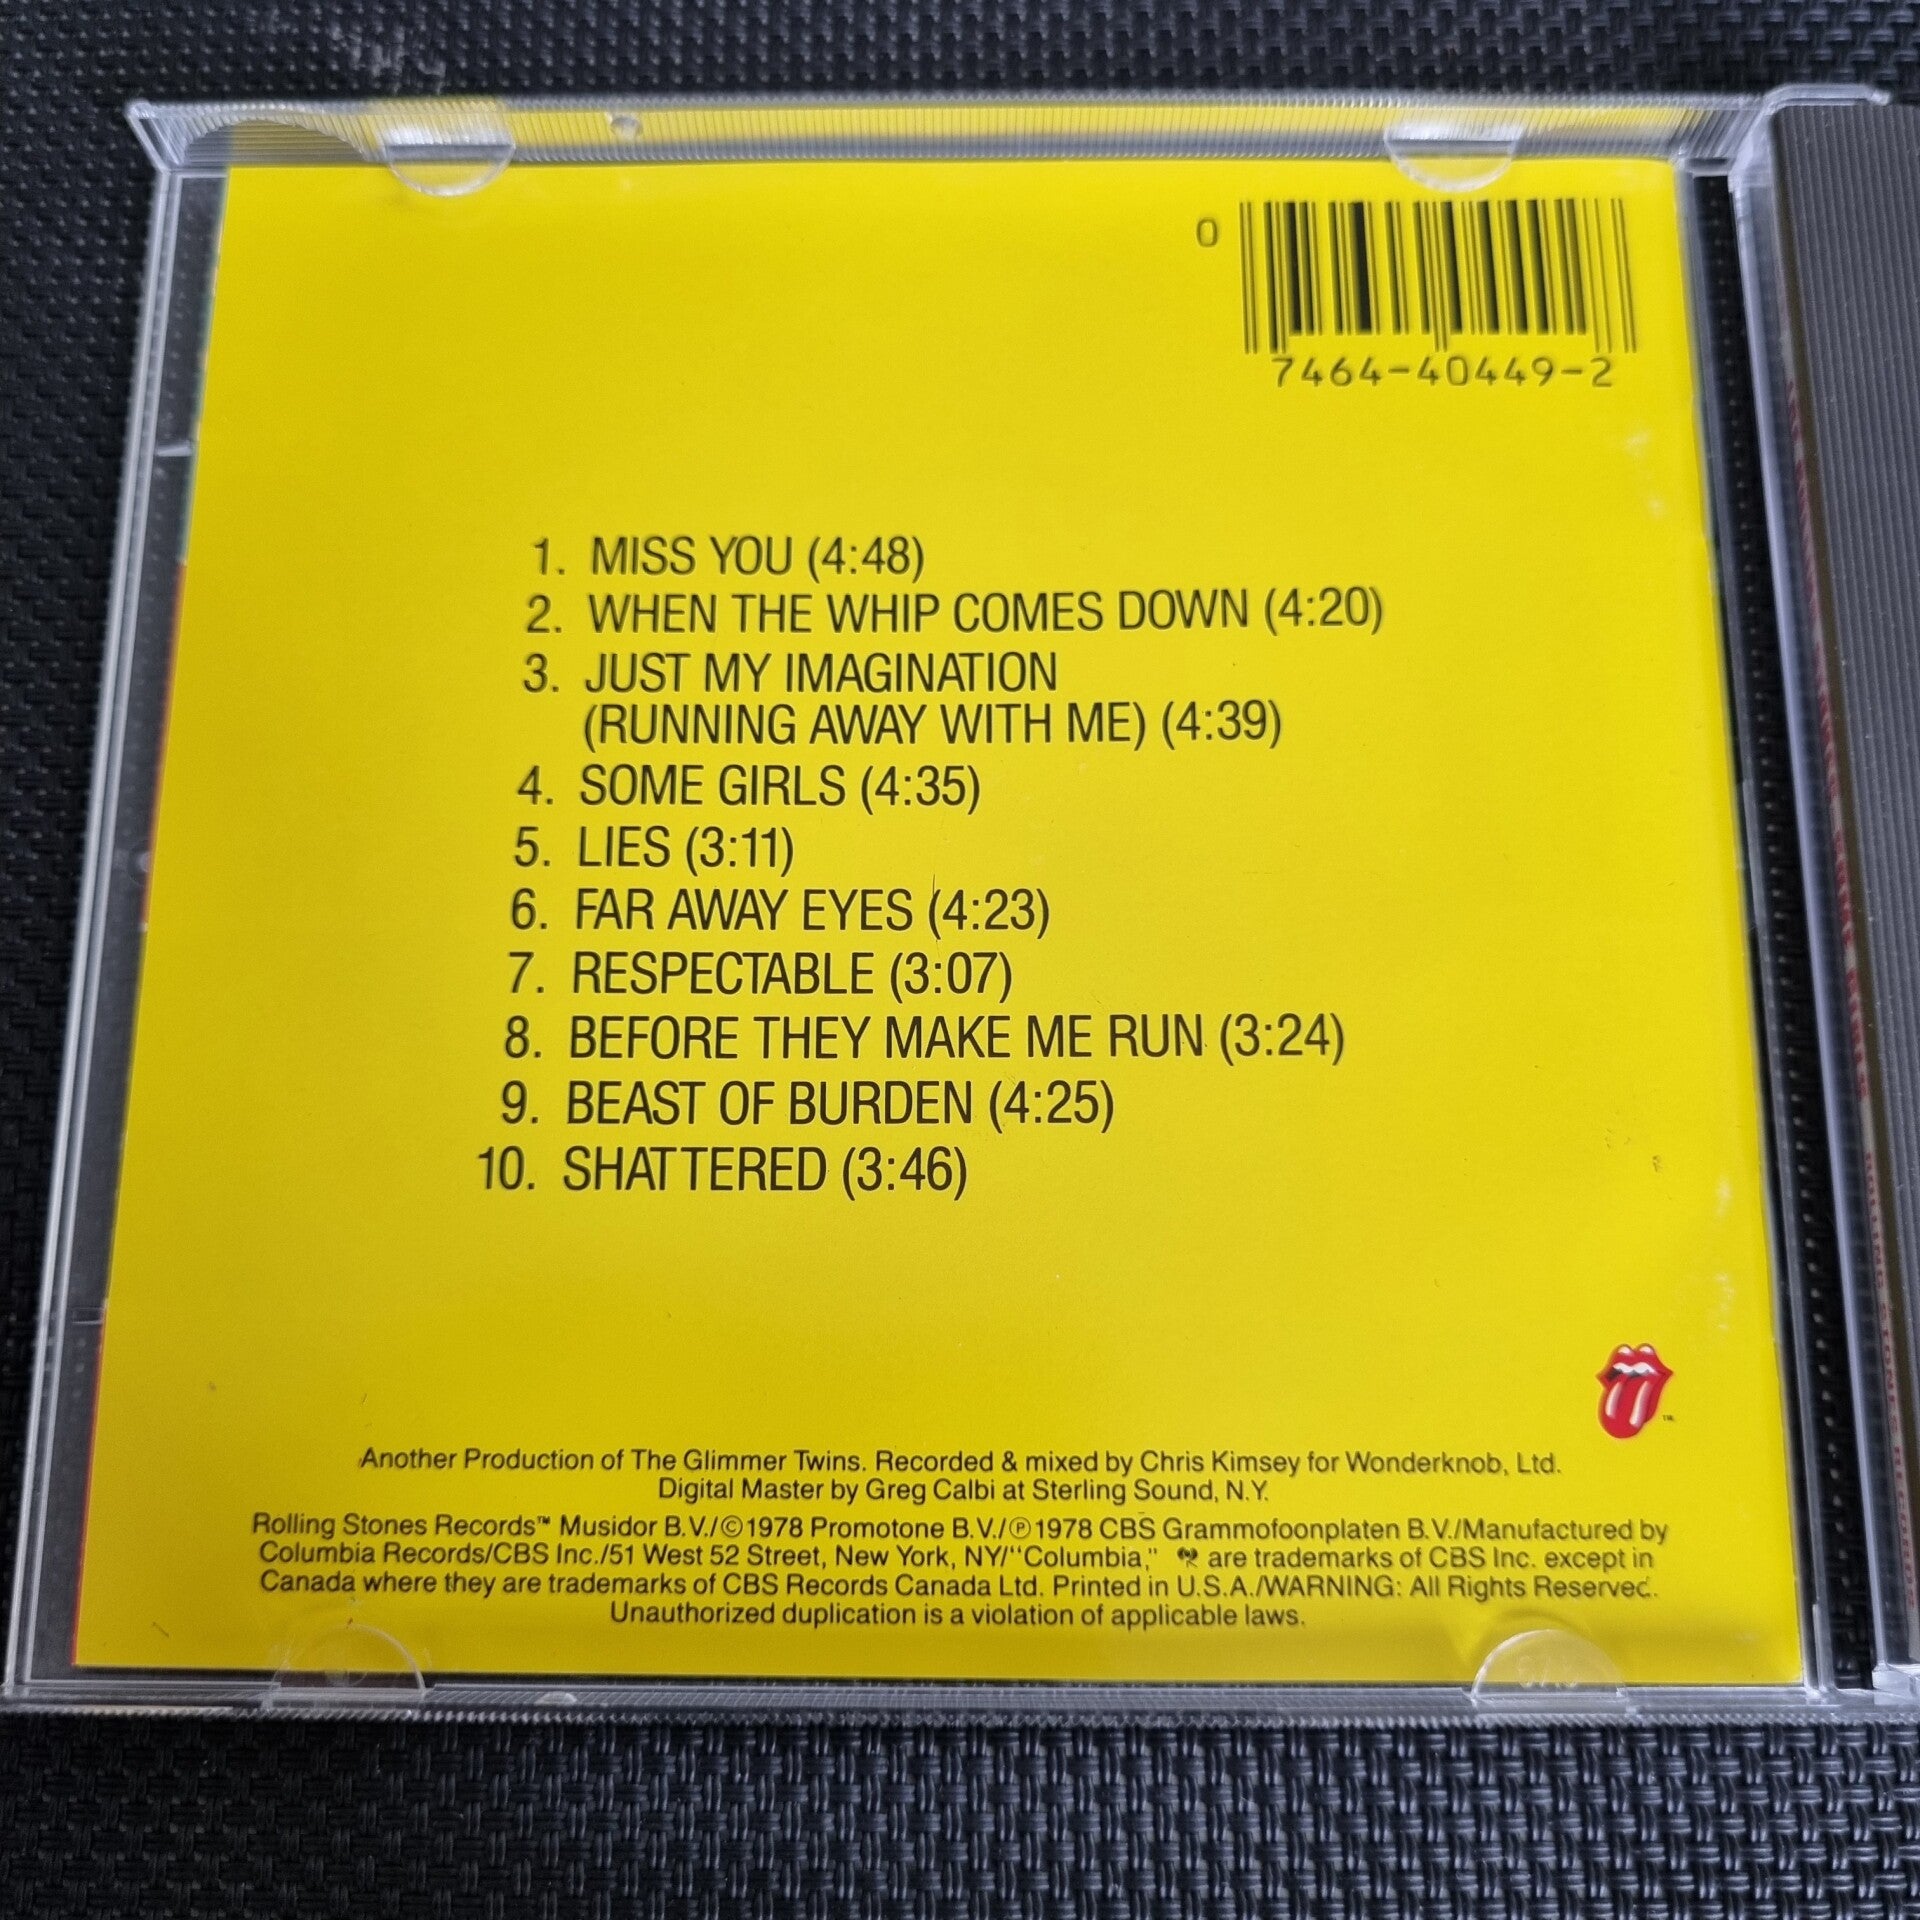 0
7464-40449-2
1. MISS YOU (4:48)
2. WHEN THE WHIP COMES DOWN (4:20)
3. JUST MY IMAGINATION
(RUNNING AWAY WITH ME) (4:39)
4. SOME GIRLS (4:35)
5. LIES (3:11)
6. FAR AWAY EYES (4:23)
7. RESPECTABLE (3:07)
8. BEFORE THEY MAKE ME RUN (3:24)
9. BEAST OF BURDEN (4:25)
10. SHATTERED (3:46)
TM
Another Production of The Glimmer Twins. Recorded & mixed by Chris Kimsey for Wonderknob, Ltd.
Digital Master by Greg Calbi at Sterling Sound, N.Y.
Rolling Stones Records™ Musidor B.V./©1978 Promotone B.V./℗1978 CBS Grammofoonplaten B.V./Manufactured by
Columbia Records/CBS Inc./51 West 52 Street, New York, NY/"Columbia," are trademarks of CBS Inc. except in
Canada where they are trademarks of CBS Records Canada Ltd. Printed in U.S.A./WARNING: All Rights Reserved.
Unauthorized duplication is a violation of applicable laws.